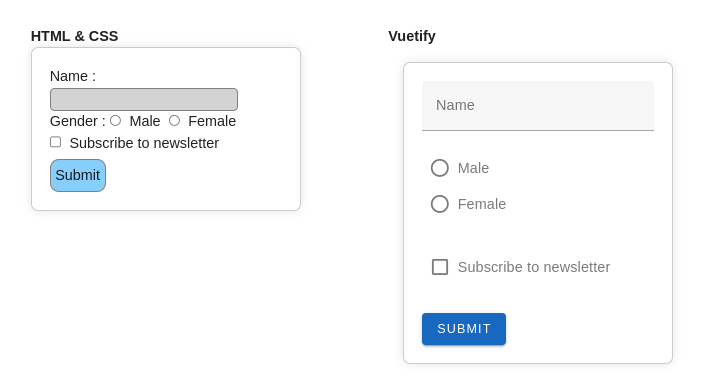 HTML & CSS
Name :
Gender : Male Female
Subscribe to newsletter
Submit
Vuetify
Name
Male
Female
Subscribe to newsletter
SUBMIT